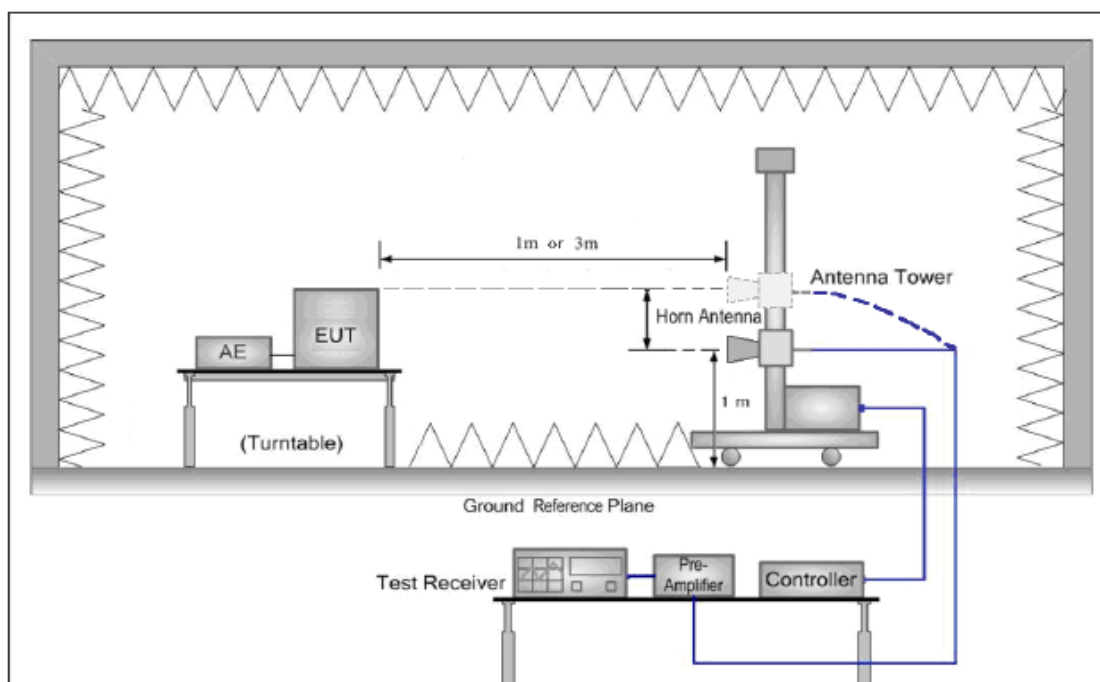 1m or 3m
Antenna Tower
Horn Antenna
EUT
AE
1 m
(Turntable)
Ground Reference Plane
Test Receiver
Pre-
Amplifier
Controller